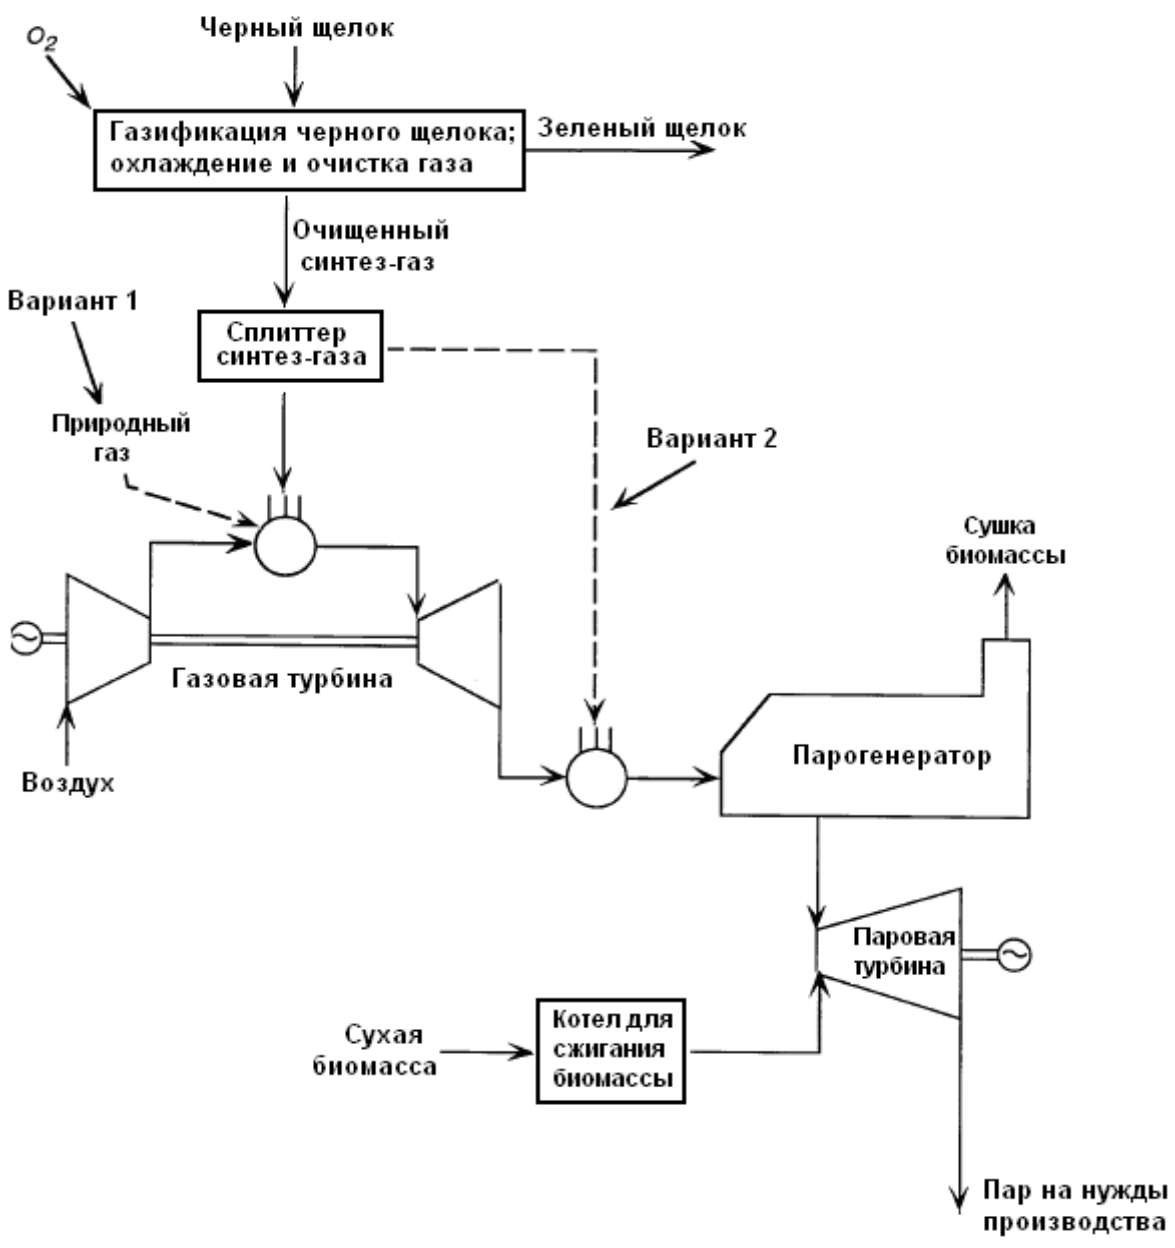 O₂
Черный щелок
Газификация черного щелока;
охлаждение и очистка газа
Зеленый щелок
Очищенный
синтез-газ
Вариант 1
Сплиттер
синтез-газа
Природный
газ
Вариант 2
Сушка
биомассы
Газовая турбина
Воздух
Парогенератор
Паровая
турбина
Сухая
биомасса
Котел для
сжигания
биомассы
Пар на нужды
производства